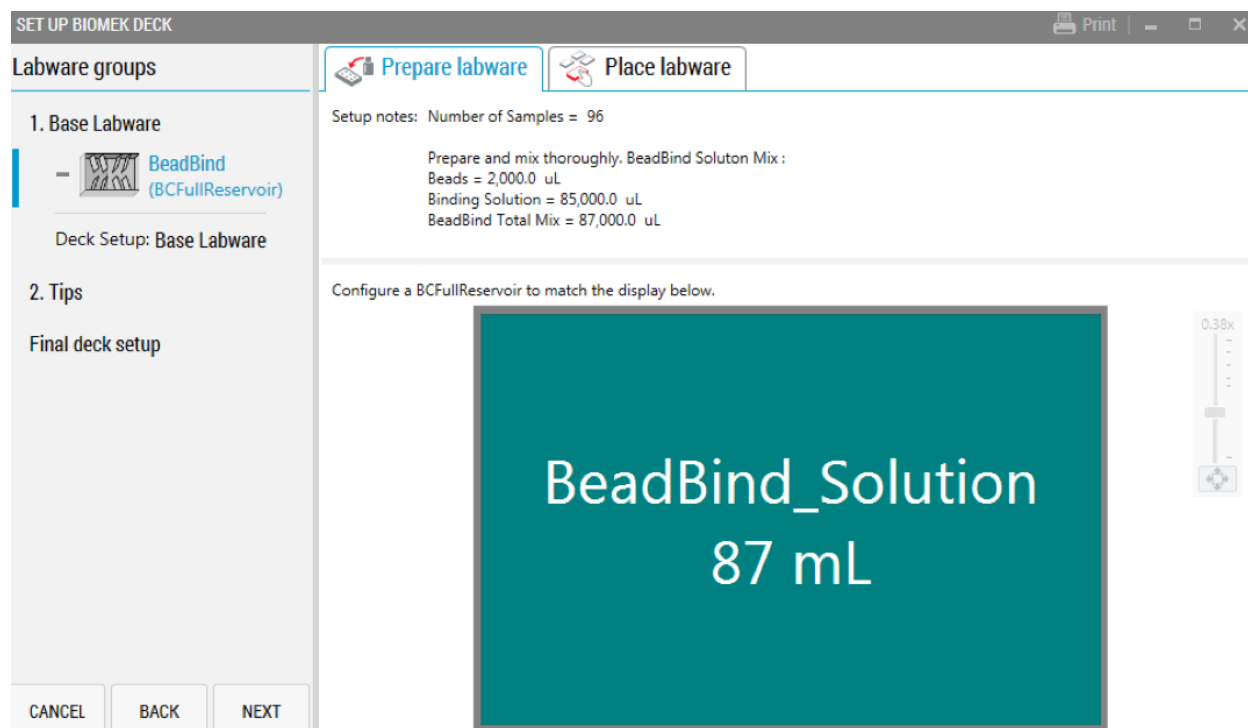 SET UP BIOMEK DECK
Print
Labware groups
Prepare labware
Place labware
1. Base Labware
BeadBind
(BCFullReservoir)
Deck Setup: Base Labware
2. Tips
Final deck setup
Setup notes: Number of Samples = 96
Prepare and mix thoroughly. BeadBind Soluton Mix :
Beads = 2,000.0 uL
Binding Solution = 85,000.0 uL
BeadBind Total Mix = 87,000.0 uL
Configure a BCFullReservoir to match the display below.
0.38x
BeadBind_Solution
87 mL
CANCEL
BACK
NEXT